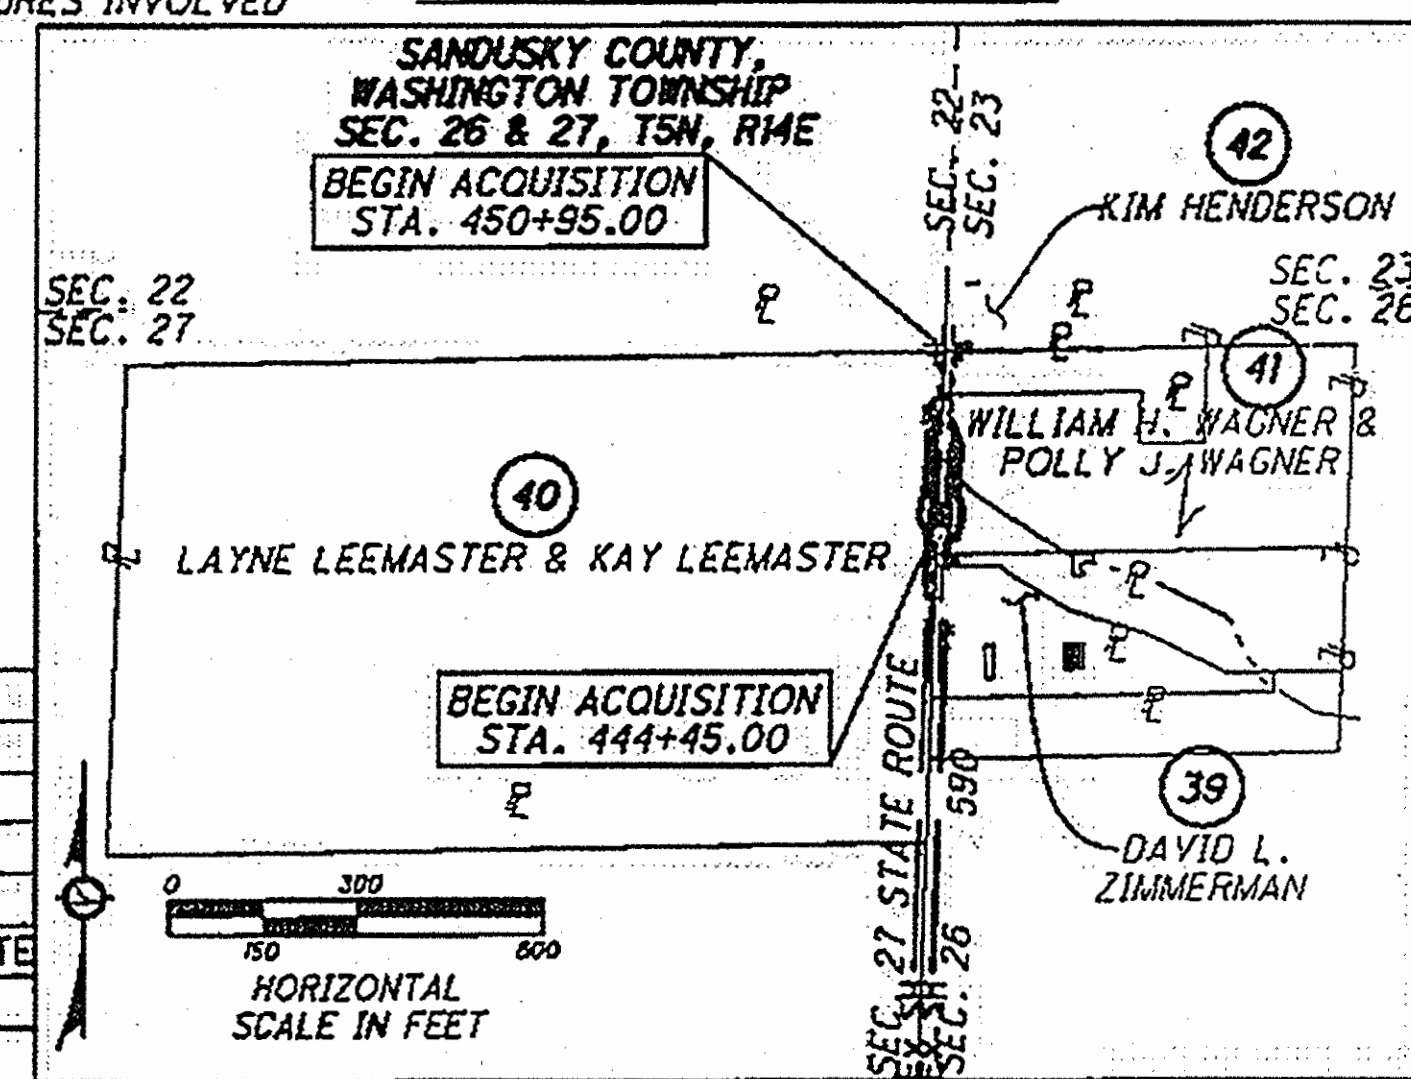 URES INVOLVED
SANDUSKY COUNTY,
WASHINGTON TOWNSHIP
SEC. 26 & 27, T5N, R14E
BEGIN ACQUISITION
STA. 450+95.00
SEC. 22
SEC. 23
42
KIM HENDERSON
SEC. 22
SEC. 27
SEC. 23
SEC. 26
41
WILLIAM H. WAGNER &
POLLY J. WAGNER
40
LAYNE LEEMASTER & KAY LEEMASTER
BEGIN ACQUISITION
STA. 444+45.00
STATE ROUTE
590
39
DAVID L.
ZIMMERMAN
0 300
150 600
HORIZONTAL
SCALE IN FEET
SEC. 27
SEC. 26
TE